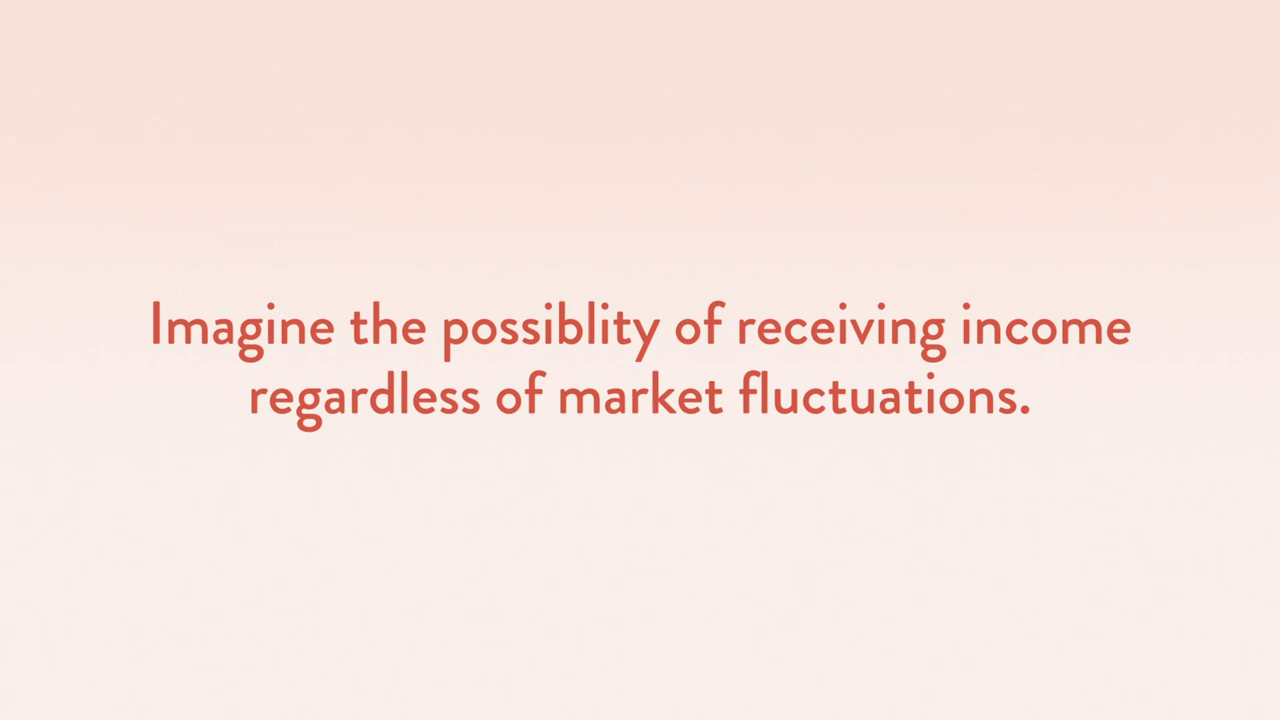 Imagine the possiblity of receiving income
regardless of market fluctuations.